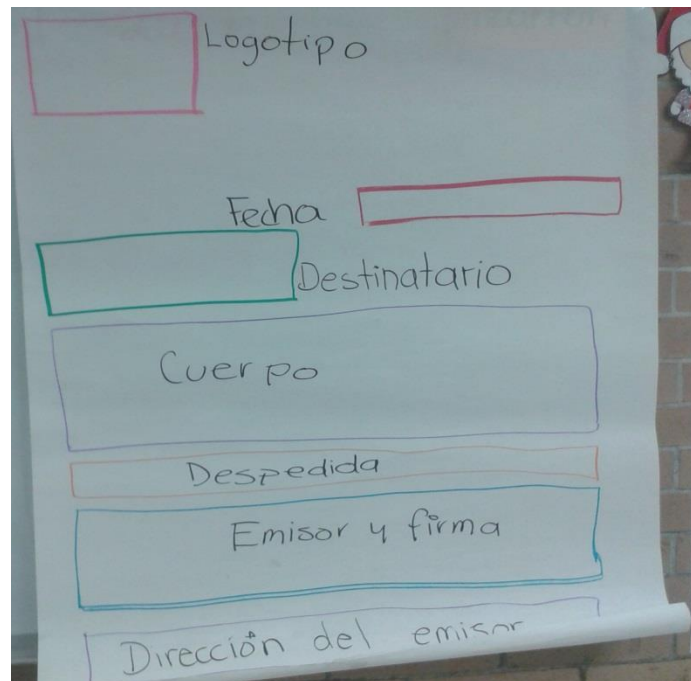 Logotipo
Fecha
Destinatario
Cuerpo
Despedida
Emisor y firma
Dirección del emisor